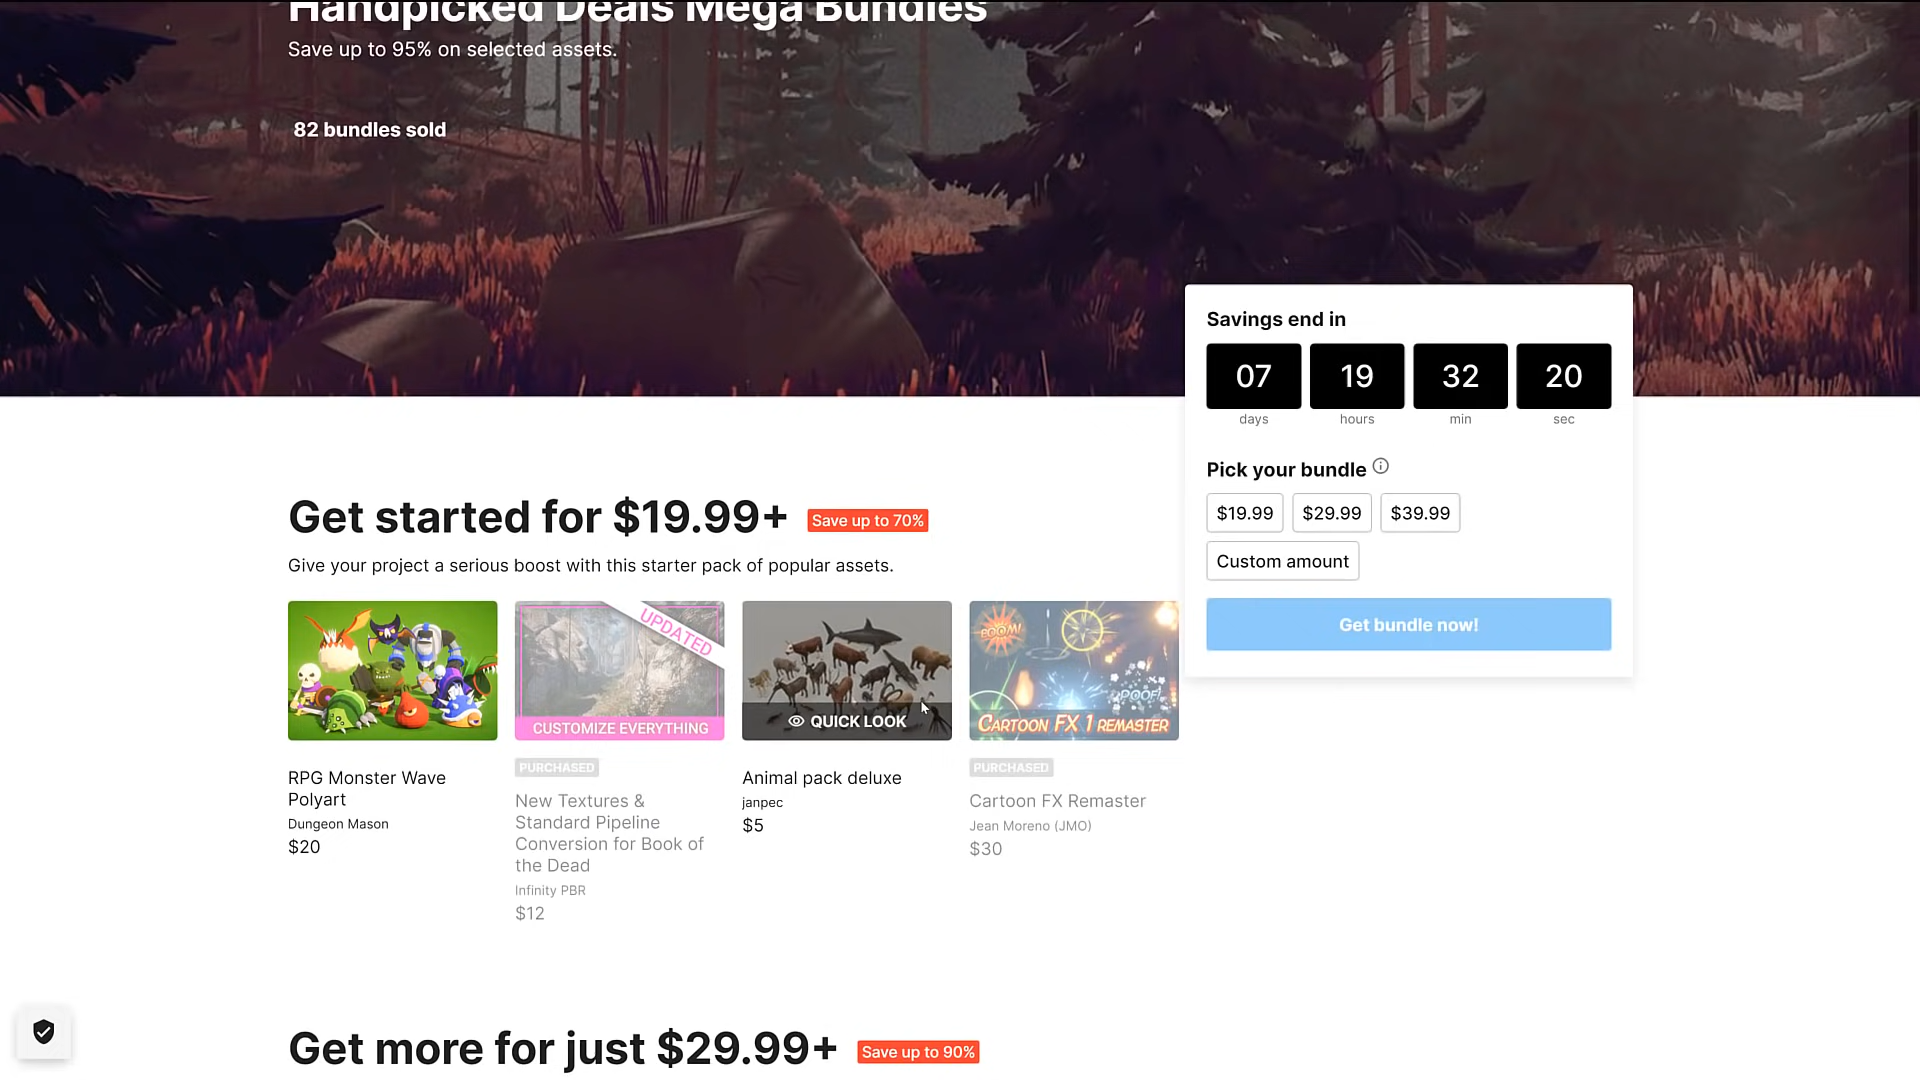 Handpicked Deals Mega Bundles
Save up to 95% on selected assets.
82 bundles sold
Savings end in
07 19 32 20
days hours min sec
Pick your bundle
$19.99 $29.99 $39.99
Custom amount
Get bundle now!
Get started for $19.99+ Save up to 70%
Give your project a serious boost with this starter pack of popular assets.
UPDATED
CUSTOMIZE EVERYTHING
QUICK LOOK
BOOM!
POOF!
CARTOON FX 1 REMASTER
RPG Monster Wave
Polyart
Dungeon Mason
$20
PURCHASED
New Textures &
Standard Pipeline
Conversion for Book of
the Dead
Infinity PBR
$12
Animal pack deluxe
janpec
$5
PURCHASED
Cartoon FX Remaster
Jean Moreno (JMO)
$30
Get more for just $29.99+ Save up to 90%